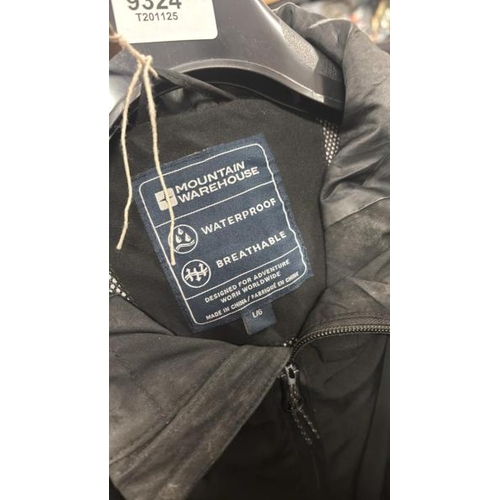 9324
T201125
MOUNTAIN
WAREHOUSE
WATERPROOF
BREATHABLE
DESIGNED FOR ADVENTURE
WORN WORLDWIDE
MADE IN CHINA / FABRIQUÉ EN CHINE
L/G